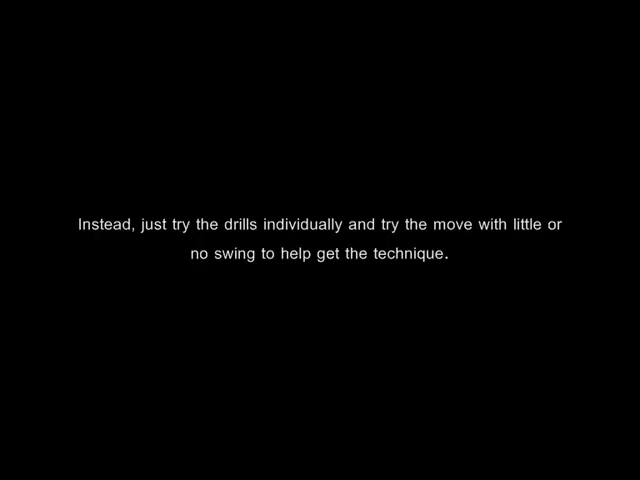 Instead, just try the drills individually and try the move with little or
no swing to help get the technique.